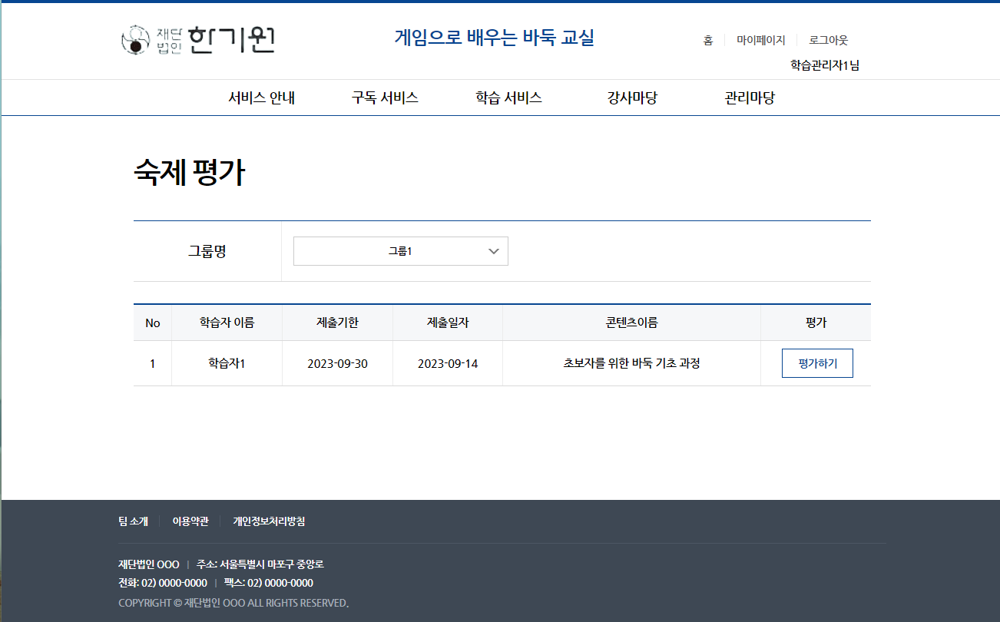 재단법인 한기원
게임으로 배우는 바둑 교실
홈 마이페이지 로그아웃
학습관리자1님
서비스 안내 구독 서비스 학습 서비스 강사마당 관리마당
숙제 평가
그룹명 그룹1
No 학습자 이름 제출기한 제출일자 콘텐츠이름 평가
1 학습자1 2023-09-30 2023-09-14 초보자를 위한 바둑 기초 과정 평가하기
팀 소개 이용약관 개인정보처리방침
재단법인 OOO | 주소: 서울특별시 마포구 중앙로
전화: 02) 0000-0000 | 팩스: 02) 0000-0000
COPYRIGHT © 재단법인 OOO ALL RIGHTS RESERVED.